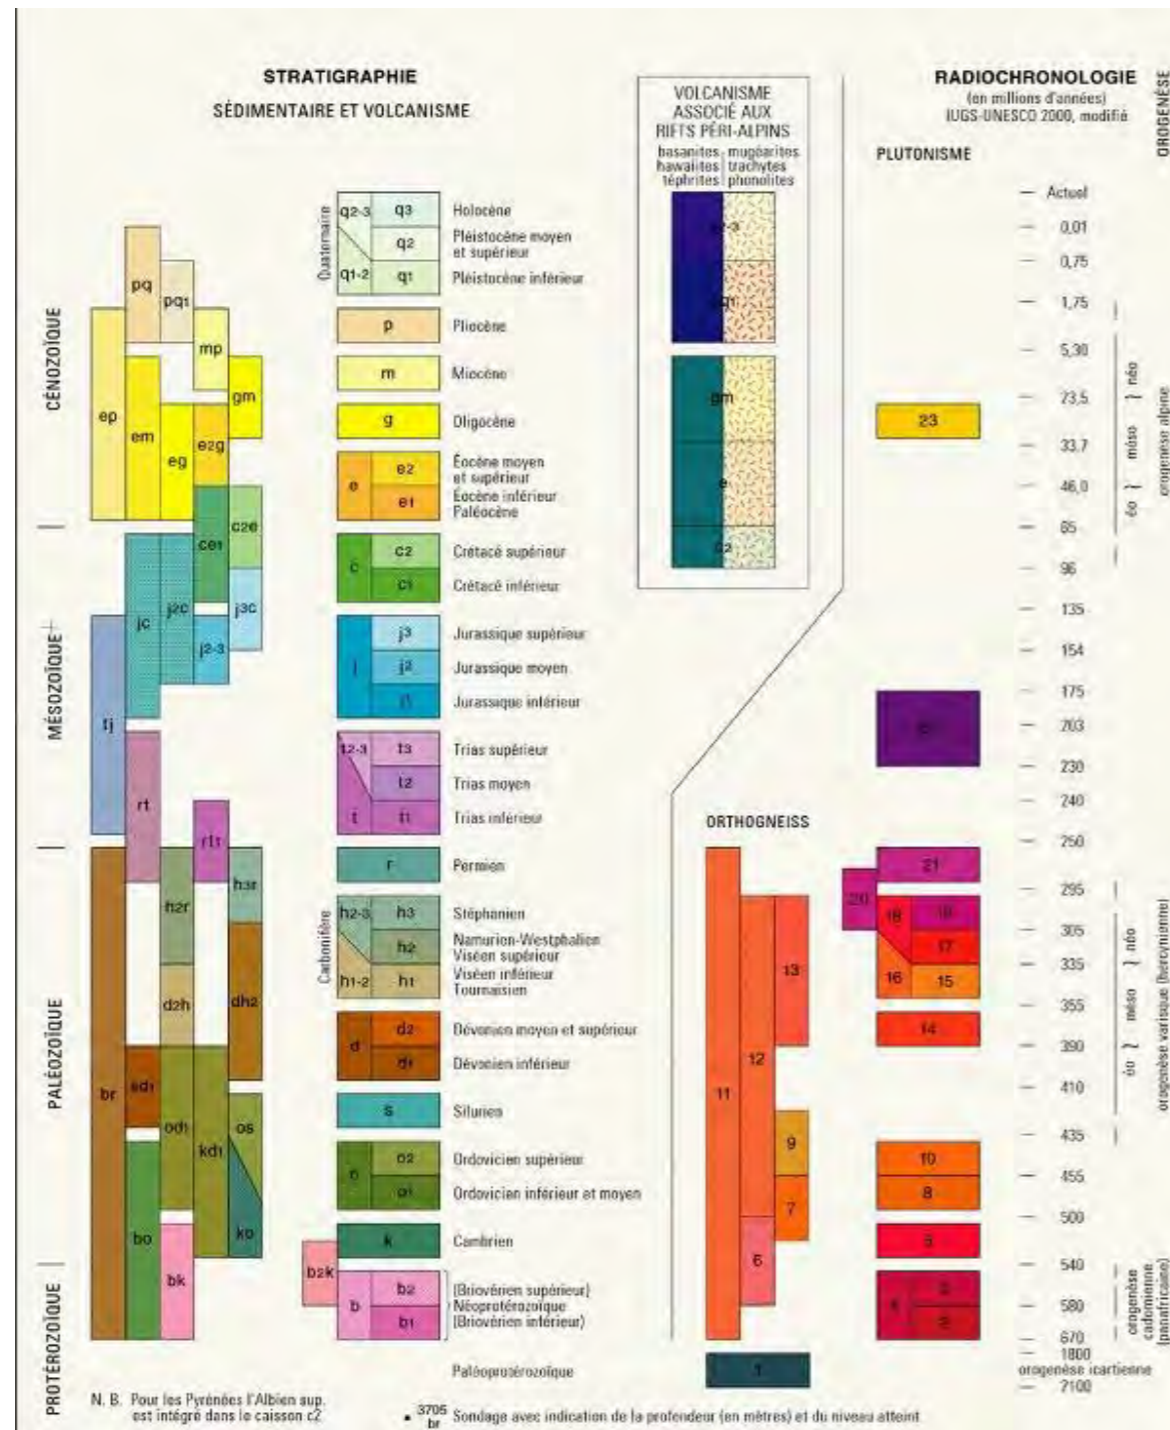 STRATIGRAPHIE
SÉDIMENTAIRE ET VOLCANISME
VOLCANISME
ASSOCIÉ AUX
RIFTS PÉRI-ALPINS
basanites mugéarites
hawaiites trachytes
téphrites phonolites
RADIOCHRONOLOGIE
(en millions d'années)
IUGS-UNESCO 2000, modifié
PLUTONISME
OROGENÈSE
CÉNOZOÏQUE
MÉSOZOÏQUE
PALÉOZOÏQUE
PROTÉROZOÏQUE
pq
pq1
mp
gm
ep
em
eg
e2g
ce1
c2e
jc
j2c
j3c
j2-3
tj
rt
rt1
h2r
h3r
d2h
dh2
br
sd1
od1
kd1
os
bo
ko
bk
Quaternaire
q2-3 q3 Holocène
q2 Pléistocène moyen
et supérieur
q1-2 q1 Pléistocène inférieur
p Pliocène
m Miocène
g Oligocène
e e2 Éocène moyen
et supérieur
e1 Eocène inférieur
Paléocène
c c2 Crétacé supérieur
c1 Crétacé inférieur
j j3 Jurassique supérieur
j2 Jurassique moyen
j1 Jurassique inférieur
t2-3 t3 Trias supérieur
t2 Trias moyen
t t1 Trias inférieur
r Permien
Carbonifère
h2-3 h3 Stéphanien
h2 Namurien-Westphalien
Viséen supérieur
h1-2 h1 Viséen inférieur
Tournaisien
d d2 Dévonien moyen et supérieur
d1 Dévonien inférieur
s Silurien
o o2 Ordovicien supérieur
o1 Ordovicien inférieur et moyen
k Cambrien
b2k
b b2 (Briovérien supérieur)
Néoprotérozoïque
b1 (Briovérien inférieur)
Paléoprotérozoïque
gm
e
c2
ORTHOGNEISS
11
12
13
9
7
6
1
23
21
20
18
17
16 15
14
10
8
5
Actuel
0,01
0,75
1,75
5,30
73,5
33,7
46,0
65
96
135
154
175
203
230
240
250
295
305
335
355
390
410
435
455
500
540
580
670
1800
2100
éo méso néo
orogenèse alpine
éo méso néo
orogenèse varisque (hercynienne)
orogenèse
cadomienne
(panafricaine)
orogenèse icartienne
N. B. Pour les Pyrénées l'Albien sup.
est intégré dans le caisson c2
3705
br Sondage avec indication de la profondeur (en mètres) et du niveau atteint